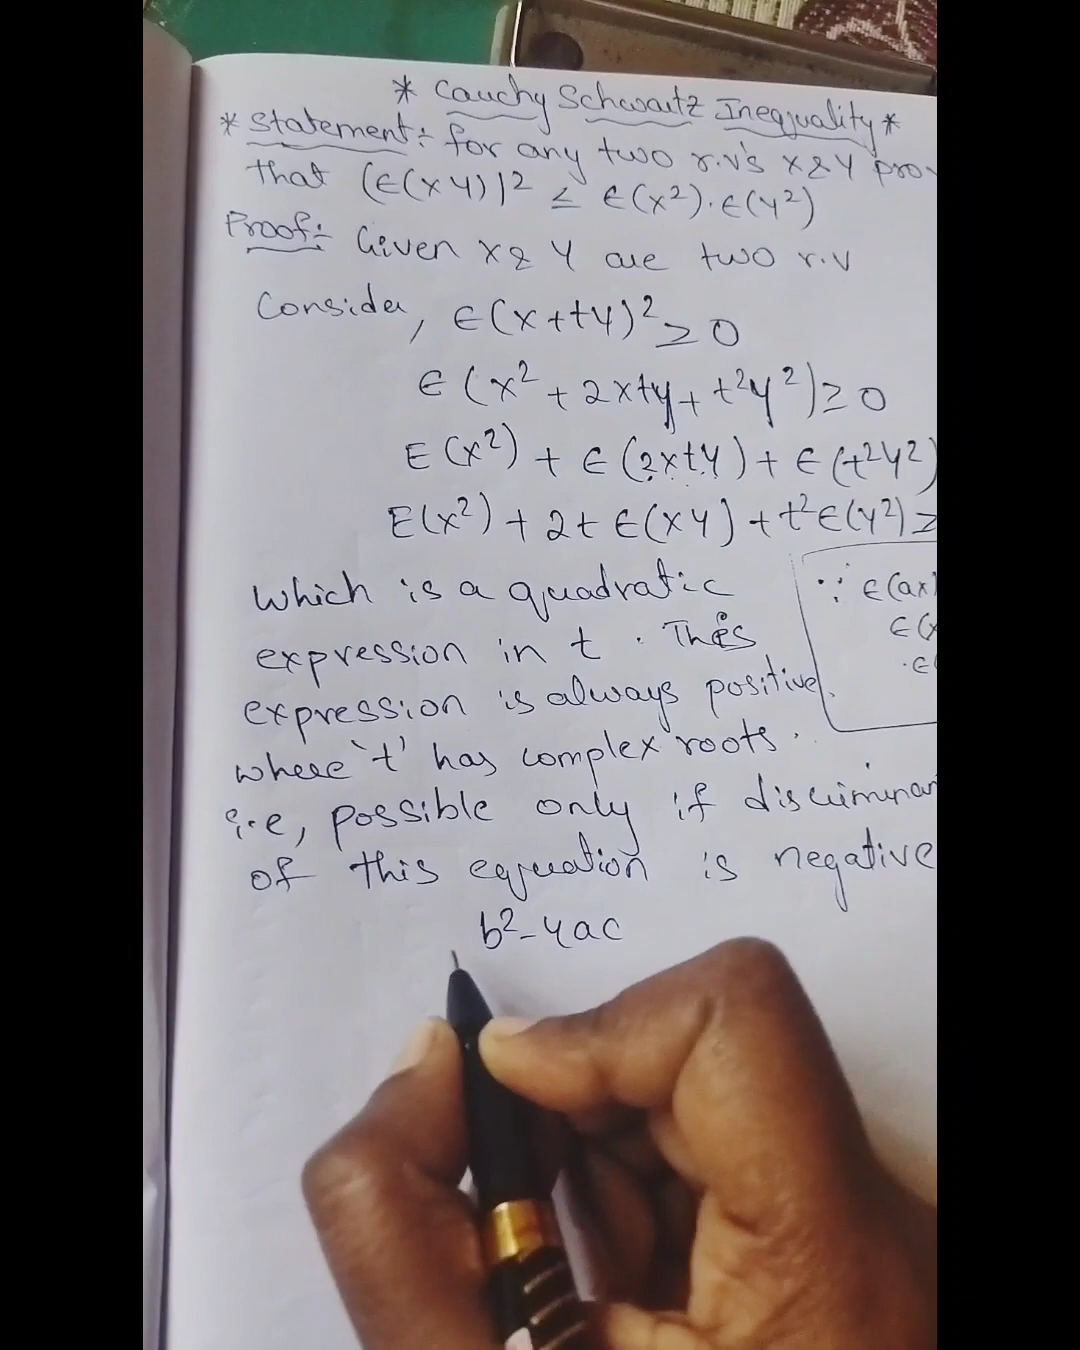 * Cauchy Schwartz Inequality *
* Statement:- for any two r.v's x & y prov
that (E(xy))² ≤ E(x²).E(y²)
Proof:- Given x & y are two r.v
Consider, E(x+ty)² ≥ 0
E(x² + 2xty + t²y²) ≥ 0
E(x²) + E(2xty) + E(t²y²)
E(x²) + 2t E(xy) + t²E(y²) ≥
∵ E(ax)
E(x
.E(
which is a quadratic
expression in t . This
expression is always positive.
where 't' has complex roots.
i.e, possible only if discriminan
of this equation is negative
b²-4ac